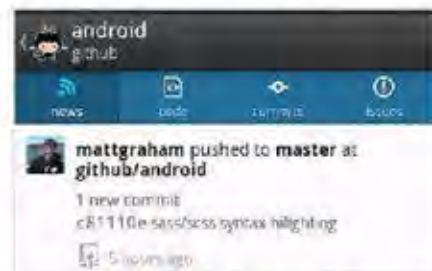 android
github
news
code
commits
issues
mattgraham pushed to master at
github/android
1 new commit
c81110e sass/scss syntax hilighting
5 hours ago